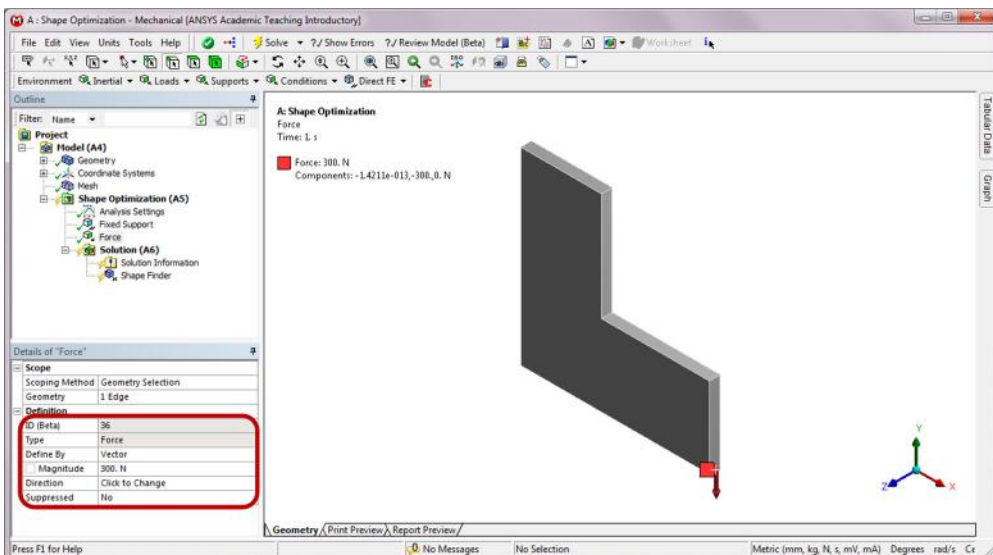 A : Shape Optimization - Mechanical [ANSYS Academic Teaching Introductory]
File Edit View Units Tools Help Solve ?/ Show Errors ?/ Review Model (Beta) A Worksheet
Environment Inertial Loads Supports Conditions Direct FE
Outline
Filter: Name
Project
Model (A4)
Geometry
Coordinate Systems
Mesh
Shape Optimization (A5)
Analysis Settings
Fixed Support
Force
Solution (A6)
Solution Information
Shape Finder
Details of "Force"
Scope
Scoping Method Geometry Selection
Geometry 1 Edge
Definition
ID (Beta) 36
Type Force
Define By Vector
Magnitude 300. N
Direction Click to Change
Suppressed No
A: Shape Optimization
Force
Time: 1. s
Force: 300. N
Components: -1.4211e-013,-300.,0. N
Y
Z
X
Tabular Data
Graph
Geometry Print Preview Report Preview
Press F1 for Help No Messages No Selection Metric (mm, kg, N, s, mV, mA) Degrees rad/s Ce